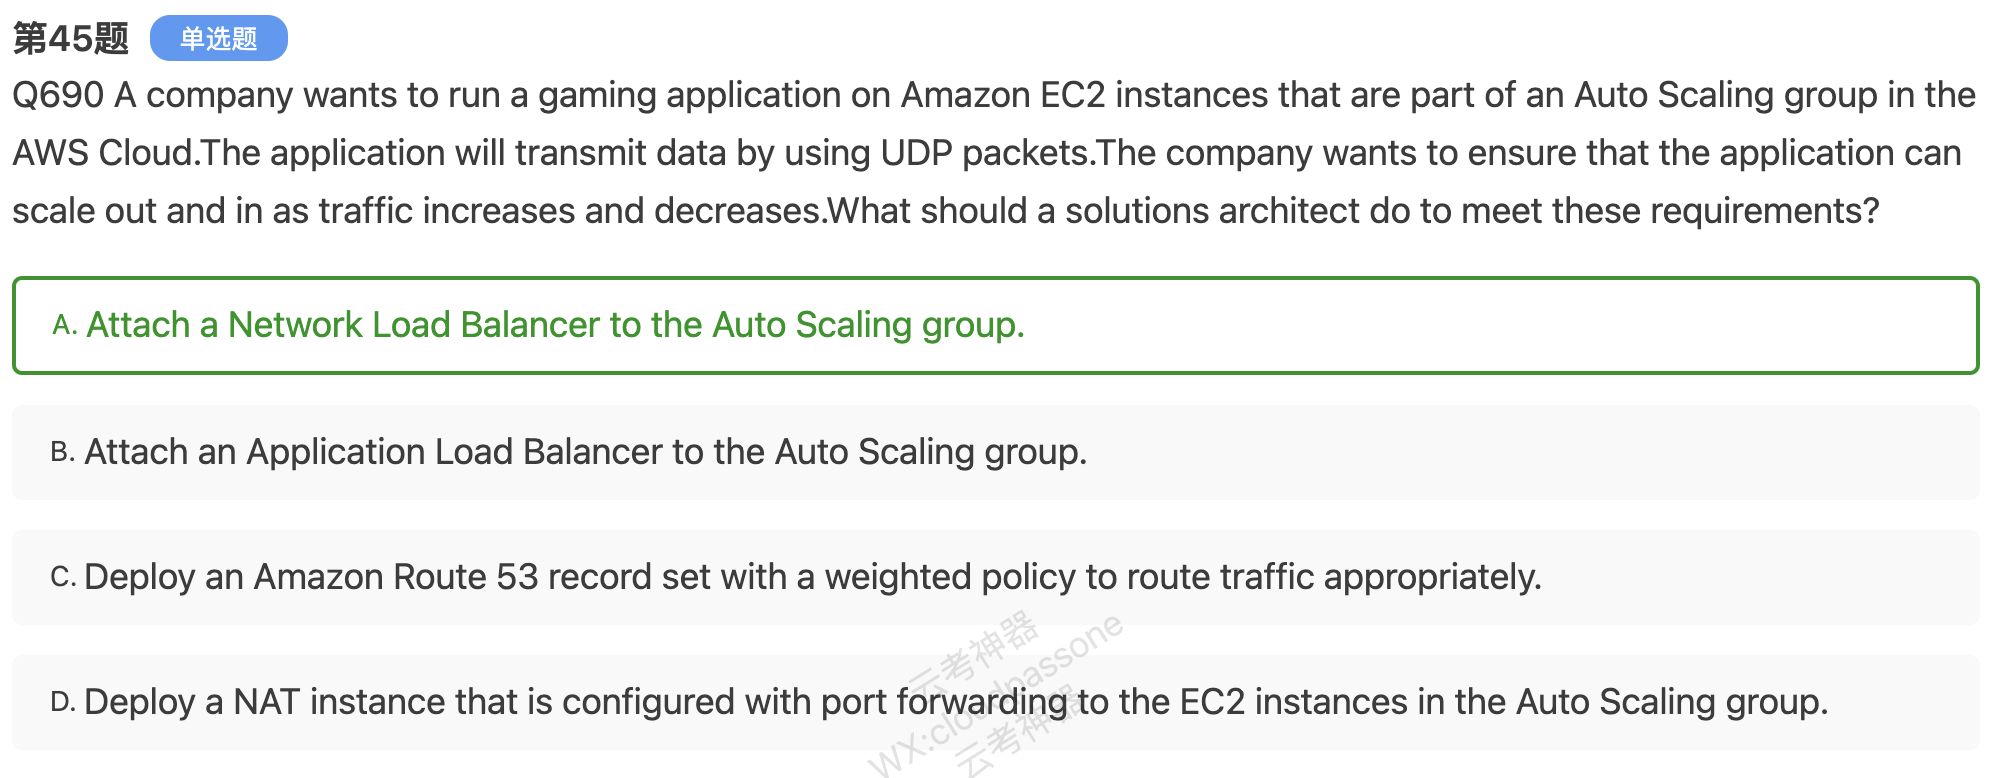 第45题 单选题
Q690 A company wants to run a gaming application on Amazon EC2 instances that are part of an Auto Scaling group in the
AWS Cloud.The application will transmit data by using UDP packets.The company wants to ensure that the application can
scale out and in as traffic increases and decreases.What should a solutions architect do to meet these requirements?
A. Attach a Network Load Balancer to the Auto Scaling group.
B. Attach an Application Load Balancer to the Auto Scaling group.
C. Deploy an Amazon Route 53 record set with a weighted policy to route traffic appropriately.
D. Deploy a NAT instance that is configured with port forwarding to the EC2 instances in the Auto Scaling group.
云考神器
WX:cloudpassone
云考神器